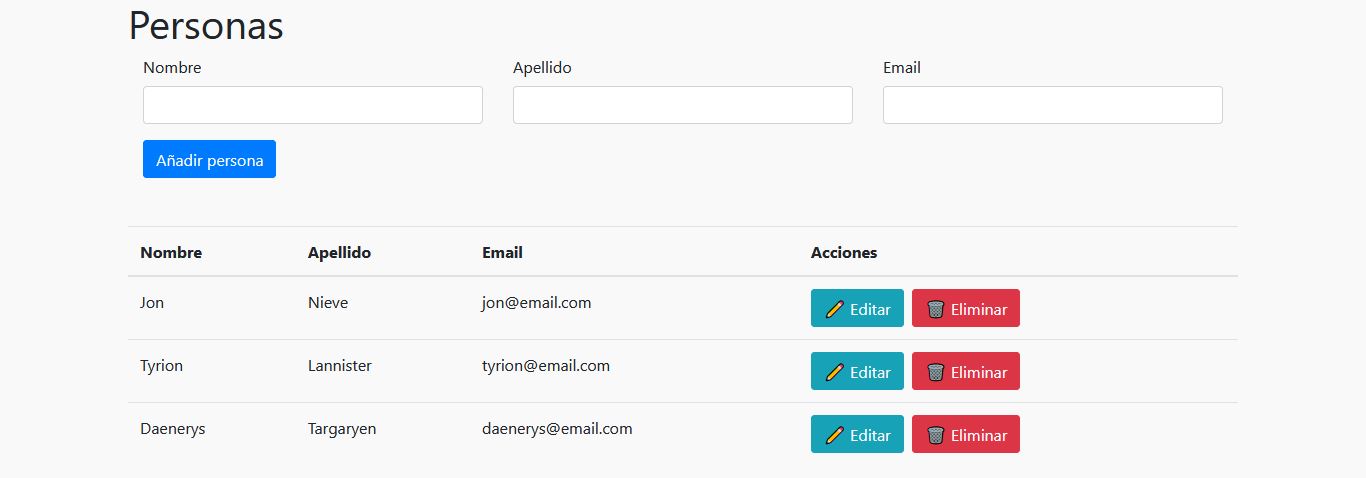 Personas
Nombre Apellido Email
Añadir persona
Nombre Apellido Email Acciones
Jon Nieve jon@email.com Editar Eliminar
Tyrion Lannister tyrion@email.com Editar Eliminar
Daenerys Targaryen daenerys@email.com Editar Eliminar